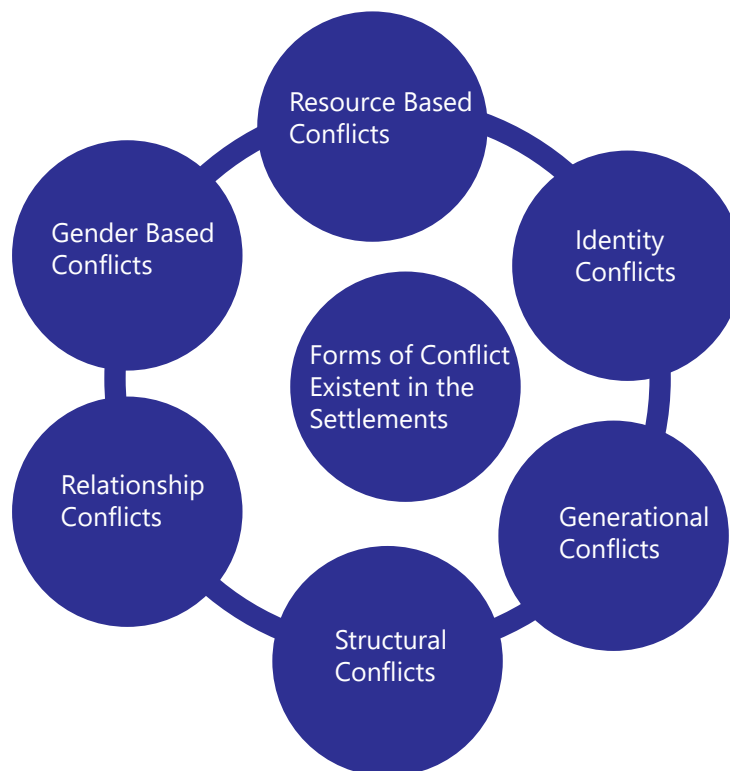 Resource Based
Conflicts
Identity
Conflicts
Generational
Conflicts
Structural
Conflicts
Relationship
Conflicts
Gender Based
Conflicts
Forms of Conflict
Existent in the
Settlements